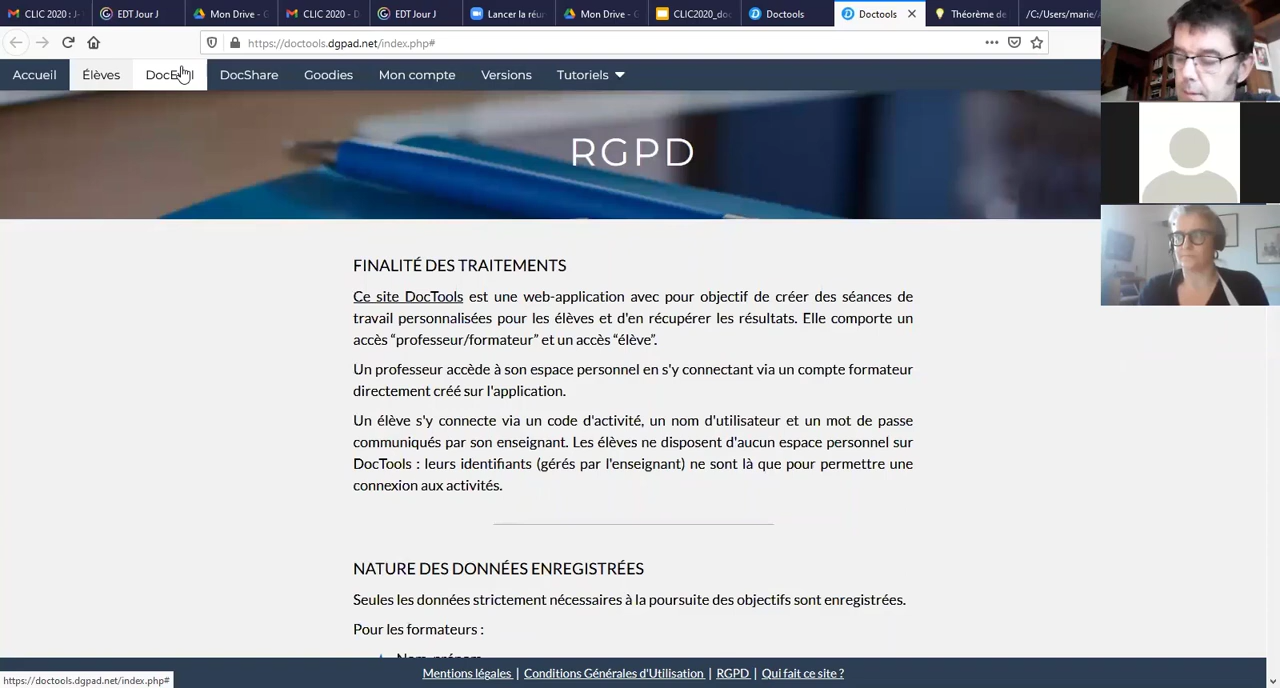 CLIC 2020 : J-
EDT Jour J
Mon Drive - G
CLIC 2020 - D
EDT Jour J
Lancer la réur
Mon Drive - G
CLIC2020_doc
Doctools
Doctools
Théorème de
/C:/Users/marie/A
https://doctools.dgpad.net/index.php#
Accueil
Élèves
DocEval
DocShare
Goodies
Mon compte
Versions
Tutoriels
RGPD
FINALITÉ DES TRAITEMENTS
Ce site DocTools est une web-application avec pour objectif de créer des séances de
travail personnalisées pour les élèves et d'en récupérer les résultats. Elle comporte un
accès “professeur/formateur” et un accès “élève”.
Un professeur accède à son espace personnel en s'y connectant via un compte formateur
directement créé sur l'application.
Un élève s'y connecte via un code d'activité, un nom d'utilisateur et un mot de passe
communiqués par son enseignant. Les élèves ne disposent d'aucun espace personnel sur
DocTools : leurs identifiants (gérés par l'enseignant) ne sont là que pour permettre une
connexion aux activités.
NATURE DES DONNÉES ENREGISTRÉES
Seules les données strictement nécessaires à la poursuite des objectifs sont enregistrées.
Pour les formateurs :
Nom, prénom
Mentions légales | Conditions Générales d'Utilisation | RGPD | Qui fait ce site ?
https://doctools.dgpad.net/index.php#